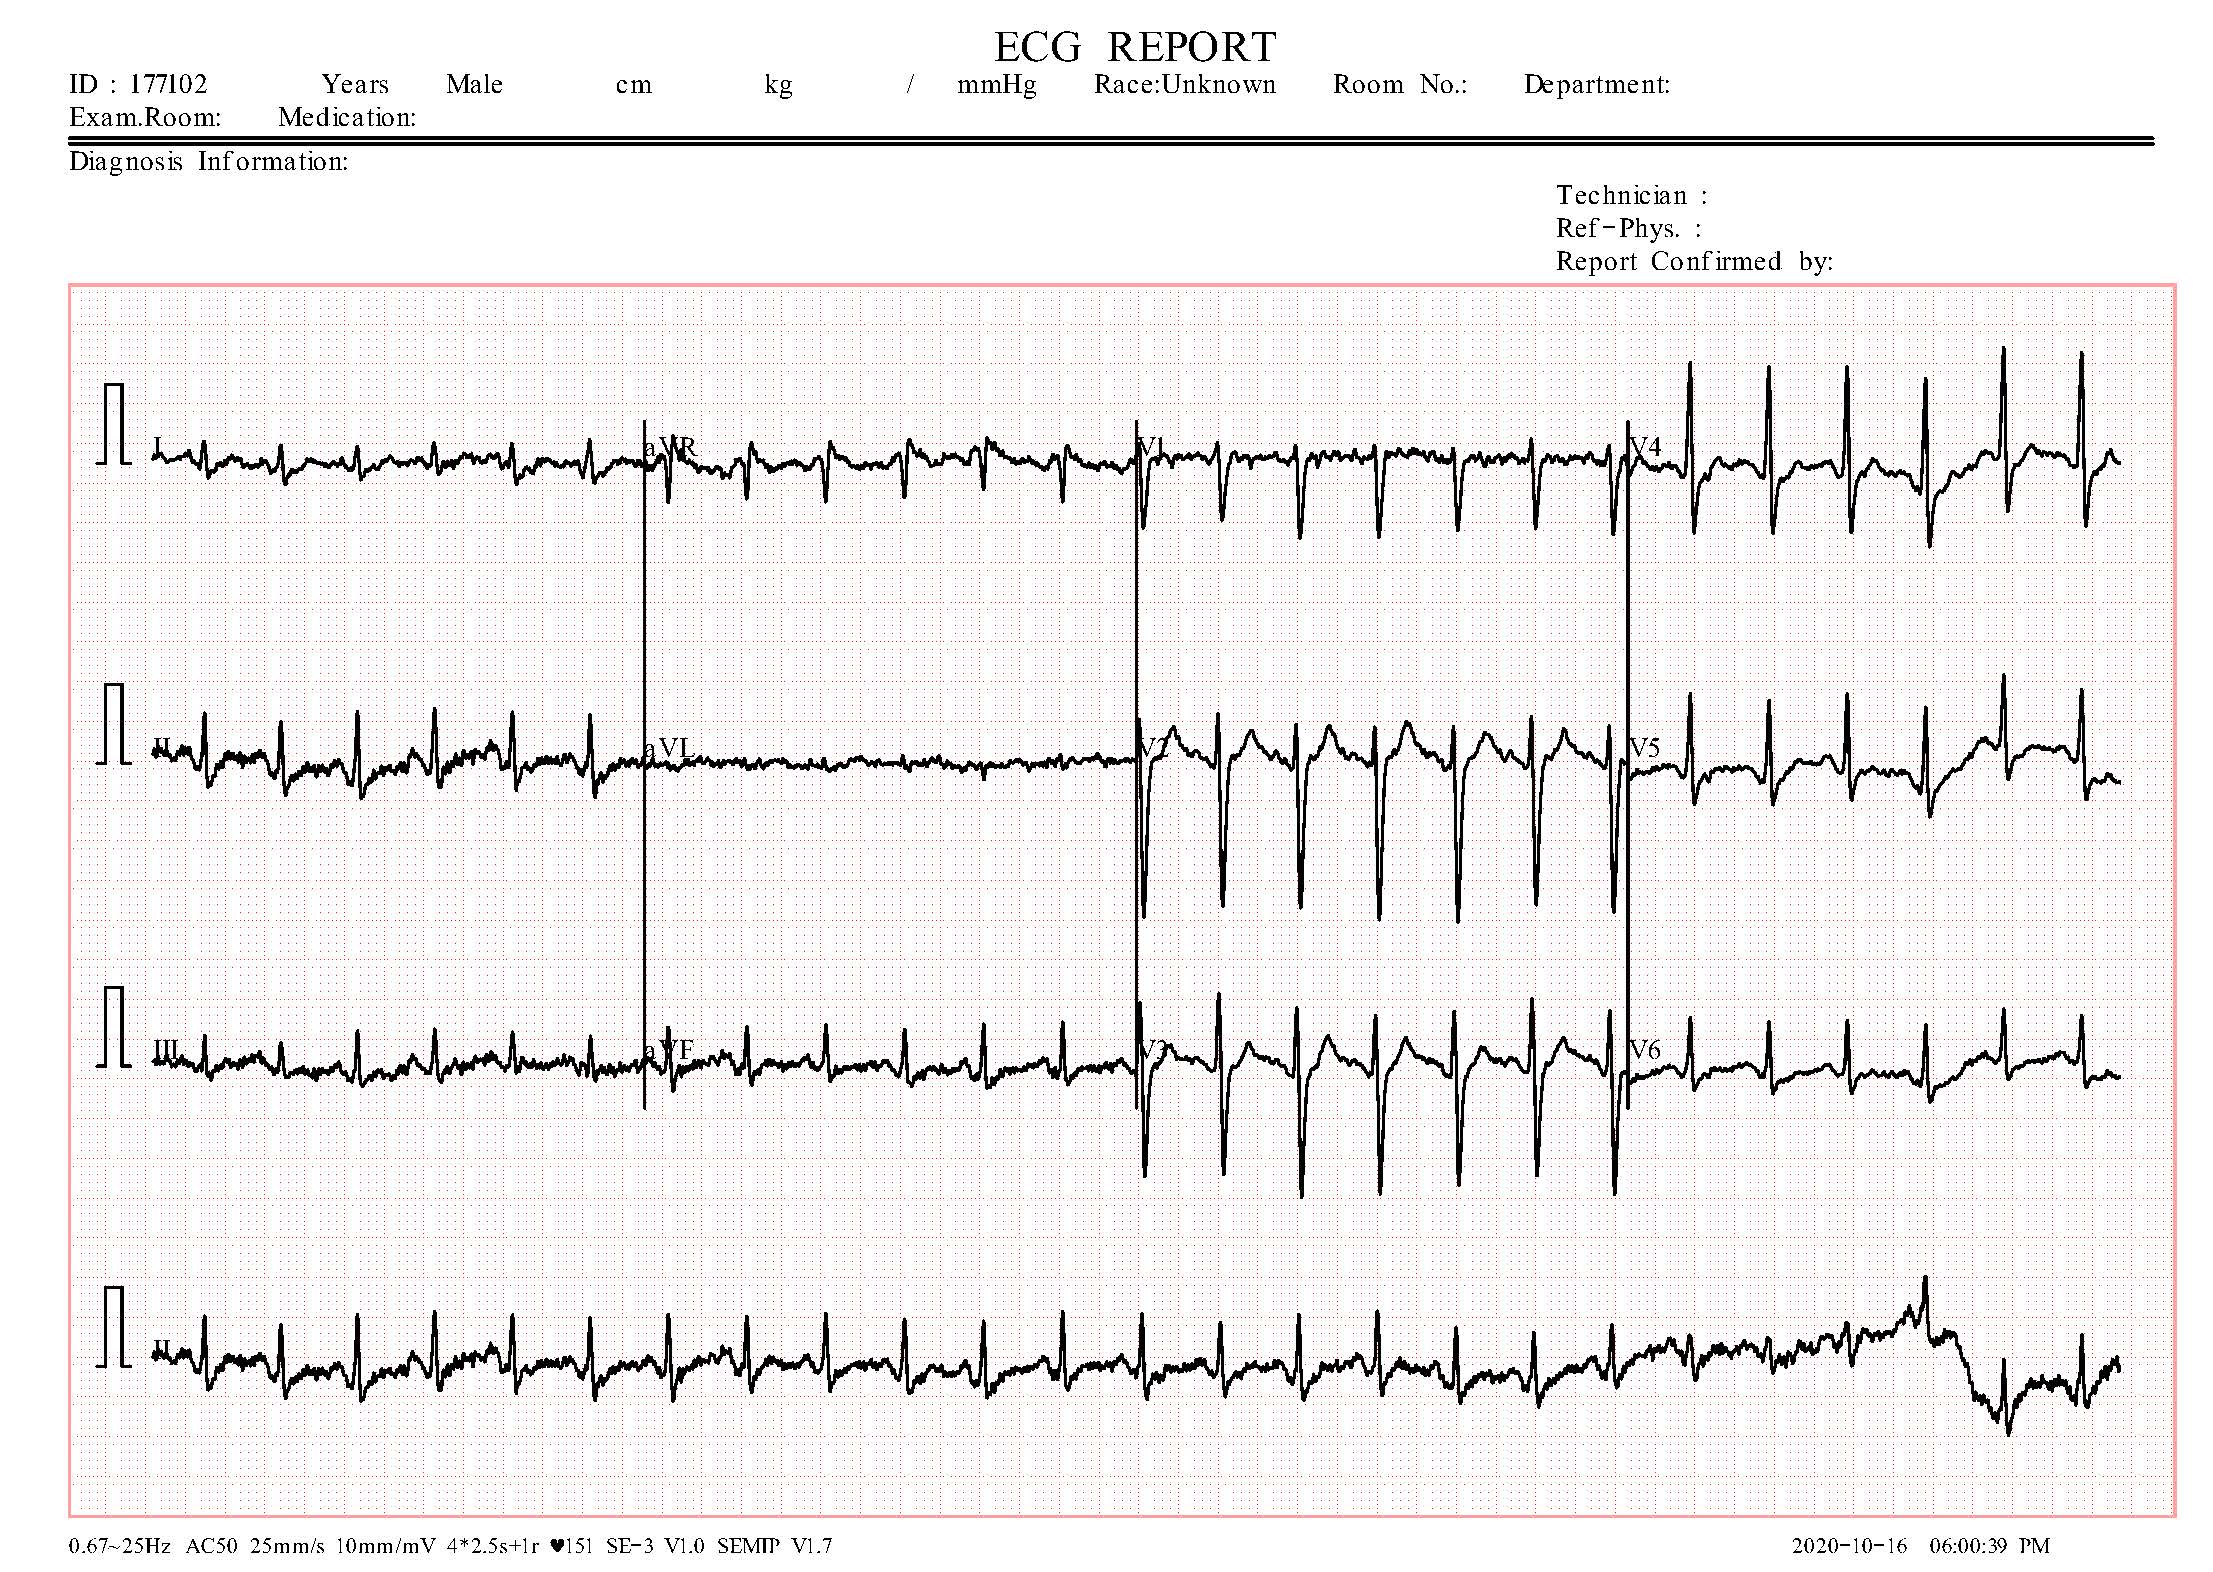 ECG REPORT
ID : 177102 Years Male cm kg / mmHg Race:Unknown Room No.: Department:
Exam.Room: Medication:
Diagnosis Information:
Technician :
Ref-Phys. :
Report Confirmed by:
I aVR V1 V4
II aVL V2 V5
III aVF V3 V6
II
0.67~25Hz AC50 25mm/s 10mm/mV 4*2.5s+1r ♥151 SE-3 V1.0 SEMIP V1.7 2020-10-16 06:00:39 PM